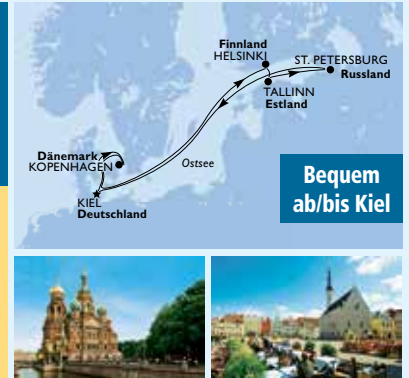 Finnland
HELSINKI
ST. PETERSBURG
Russland
TALLINN
Estland
Dänemark
KOPENHAGEN
Ostsee
KIEL
Deutschland
Bequem
ab/bis Kiel